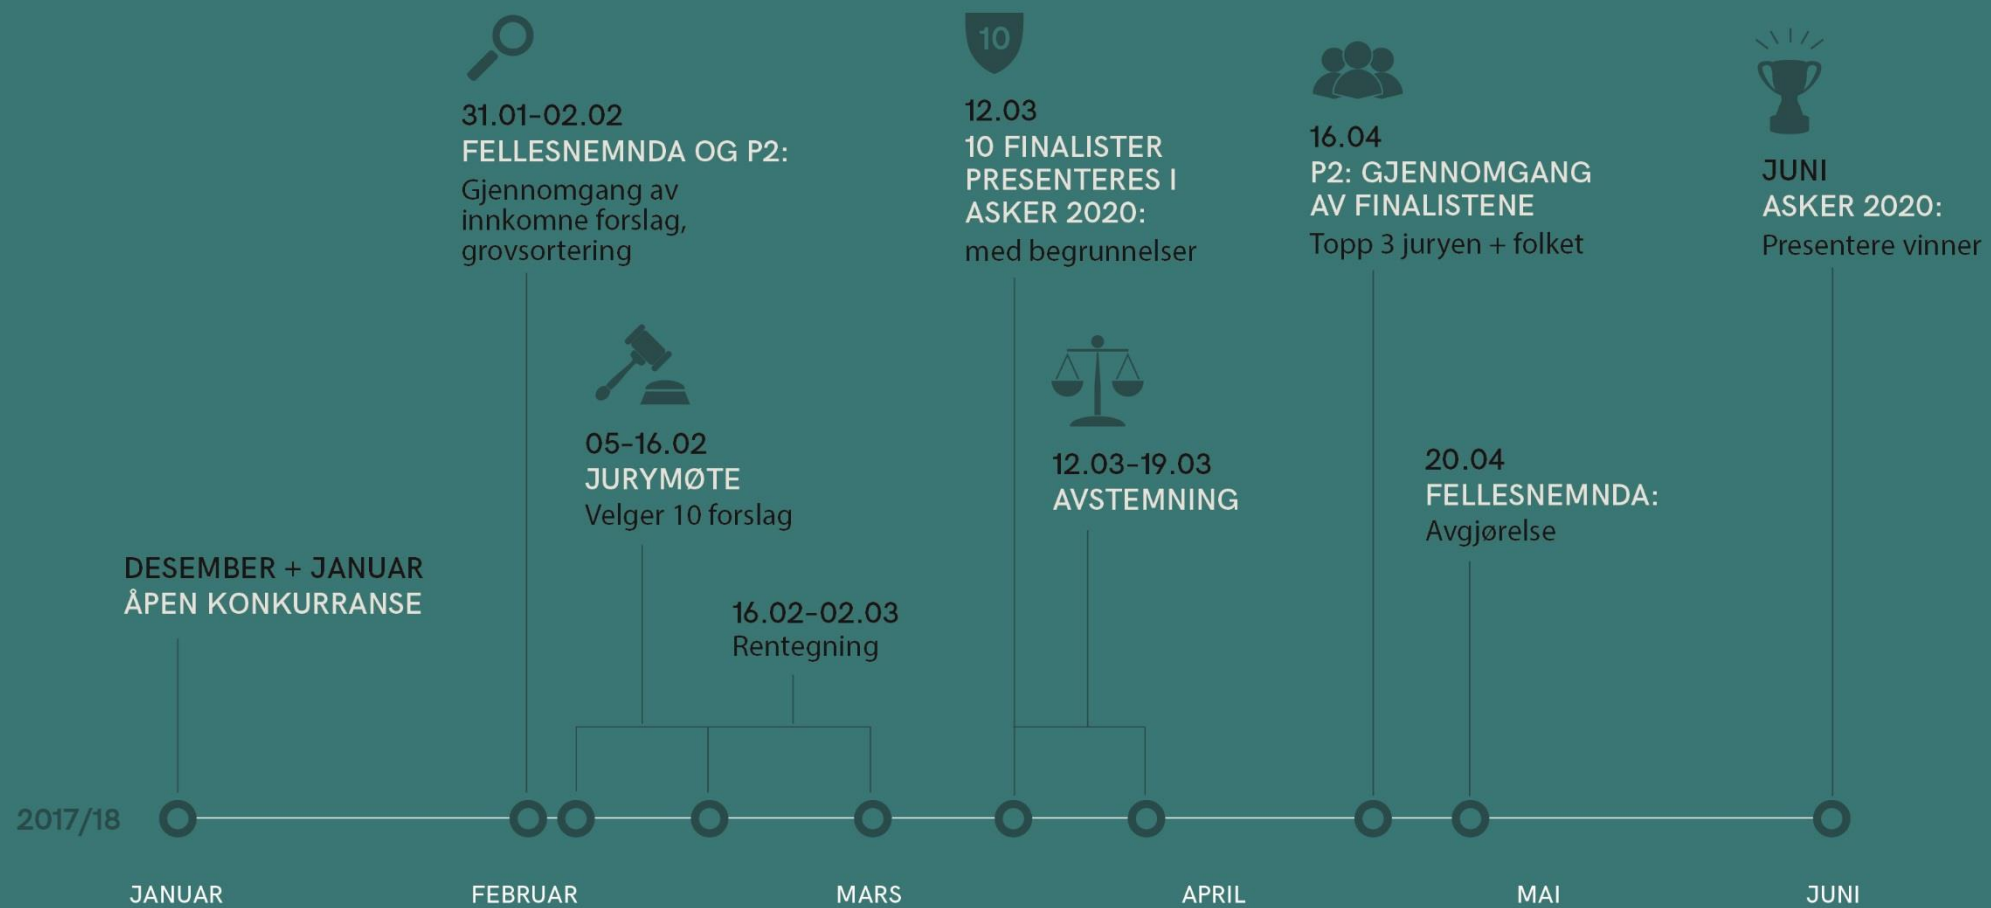 10
31.01-02.02
FELLESNEMNDA OG P2:
Gjennomgang av
innkomne forslag,
grovsortering
12.03
10 FINALISTER
PRESENTERES I
ASKER 2020:
med begrunnelser
16.04
P2: GJENNOMGANG
AV FINALISTENE
Topp 3 juryen + folket
JUNI
ASKER 2020:
Presentere vinner
05-16.02
JURYMØTE
Velger 10 forslag
12.03-19.03
AVSTEMNING
20.04
FELLESNEMNDA:
Avgjørelse
DESEMBER + JANUAR
ÅPEN KONKURRANSE
16.02-02.03
Rentegning
2017/18
JANUAR
FEBRUAR
MARS
APRIL
MAI
JUNI